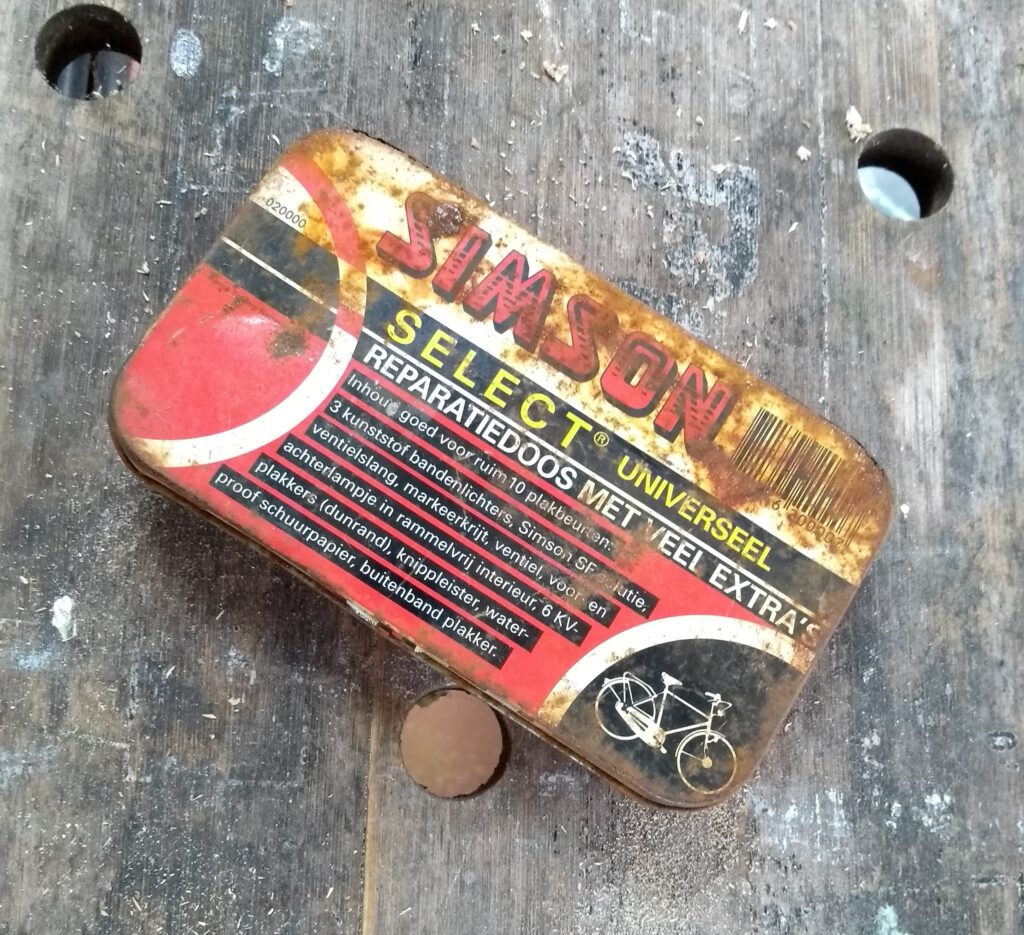 020000
SIMSON
SELECT® UNIVERSEEL
REPARATIEDOOS MET VEEL EXTRA's
Inhoud goed voor ruim 10 plakbeurten:
3 kunststof bandenlichters, Simson SF solutie,
ventielslang, markeerkrijt, ventiel, voor- en
achterlampje in rammelvrij interieur, 6 KV-
plakkers (dunrand), knippleister, water-
proof schuurpapier, buitenband plakker.